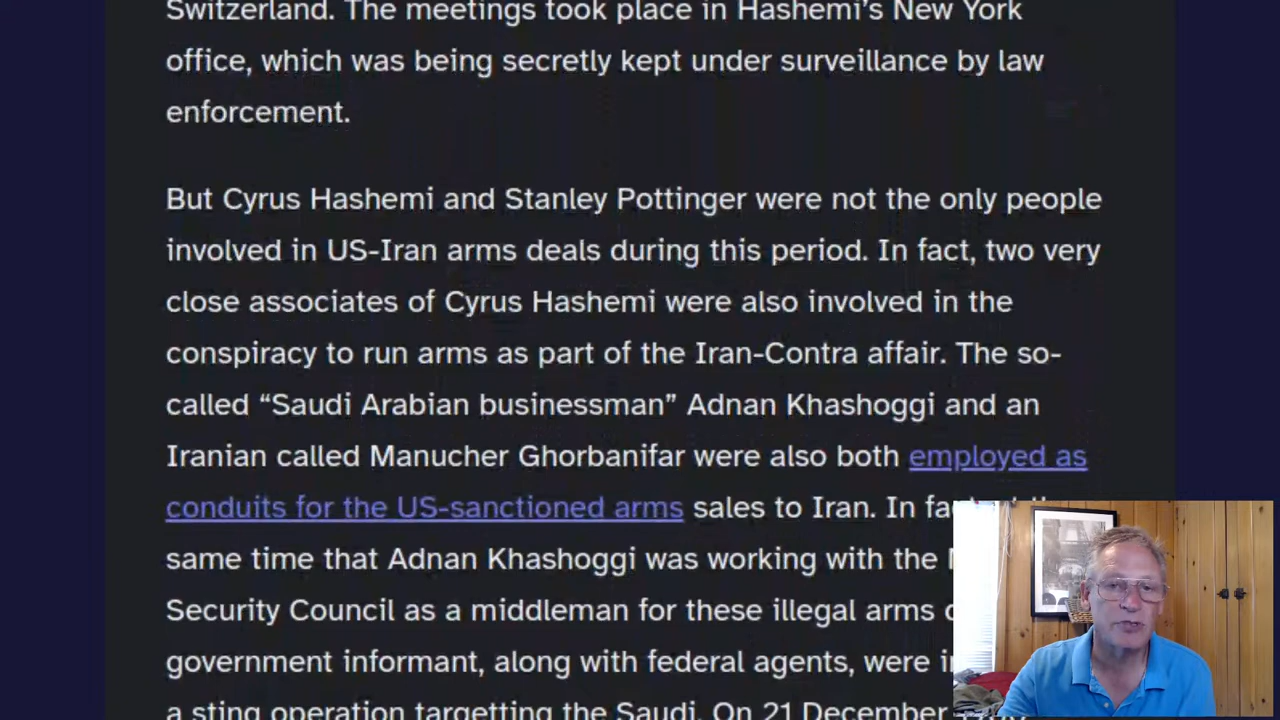 Switzerland. The meetings took place in Hashemi’s New York
office, which was being secretly kept under surveillance by law
enforcement.
But Cyrus Hashemi and Stanley Pottinger were not the only people
involved in US-Iran arms deals during this period. In fact, two very
close associates of Cyrus Hashemi were also involved in the
conspiracy to run arms as part of the Iran-Contra affair. The so-
called “Saudi Arabian businessman” Adnan Khashoggi and an
Iranian called Manucher Ghorbanifar were also both employed as
conduits for the US-sanctioned arms sales to Iran. In
same time that Adnan Khashoggi was working with the
Security Council as a middleman for these illegal arms
government informant, along with federal agents, were
a sting operation targetting the Saudi. On 21 December